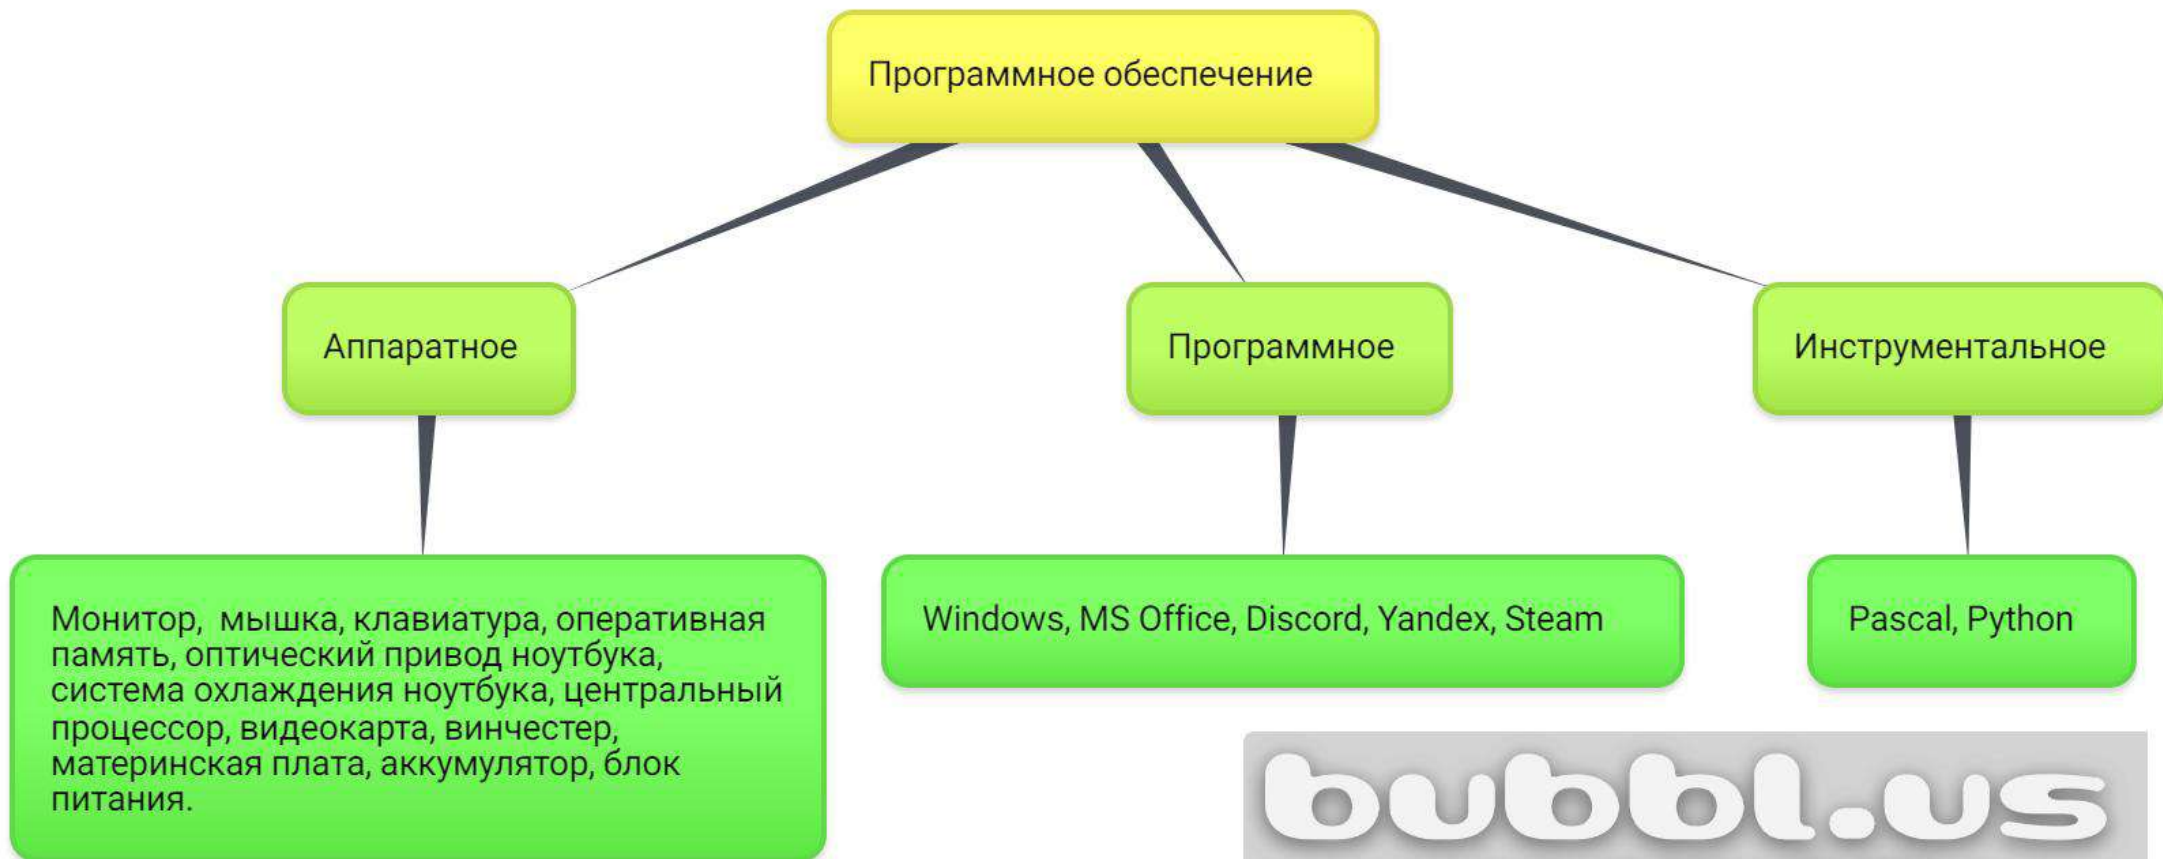 Программное обеспечение
Аппаратное
Программное
Инструментальное
Монитор, мышка, клавиатура, оперативная
память, оптический привод ноутбука,
система охлаждения ноутбука, центральный
процессор, видеокарта, винчестер,
материнская плата, аккумулятор, блок
питания.
Windows, MS Office, Discord, Yandex, Steam
Pascal, Python
bubbl.us